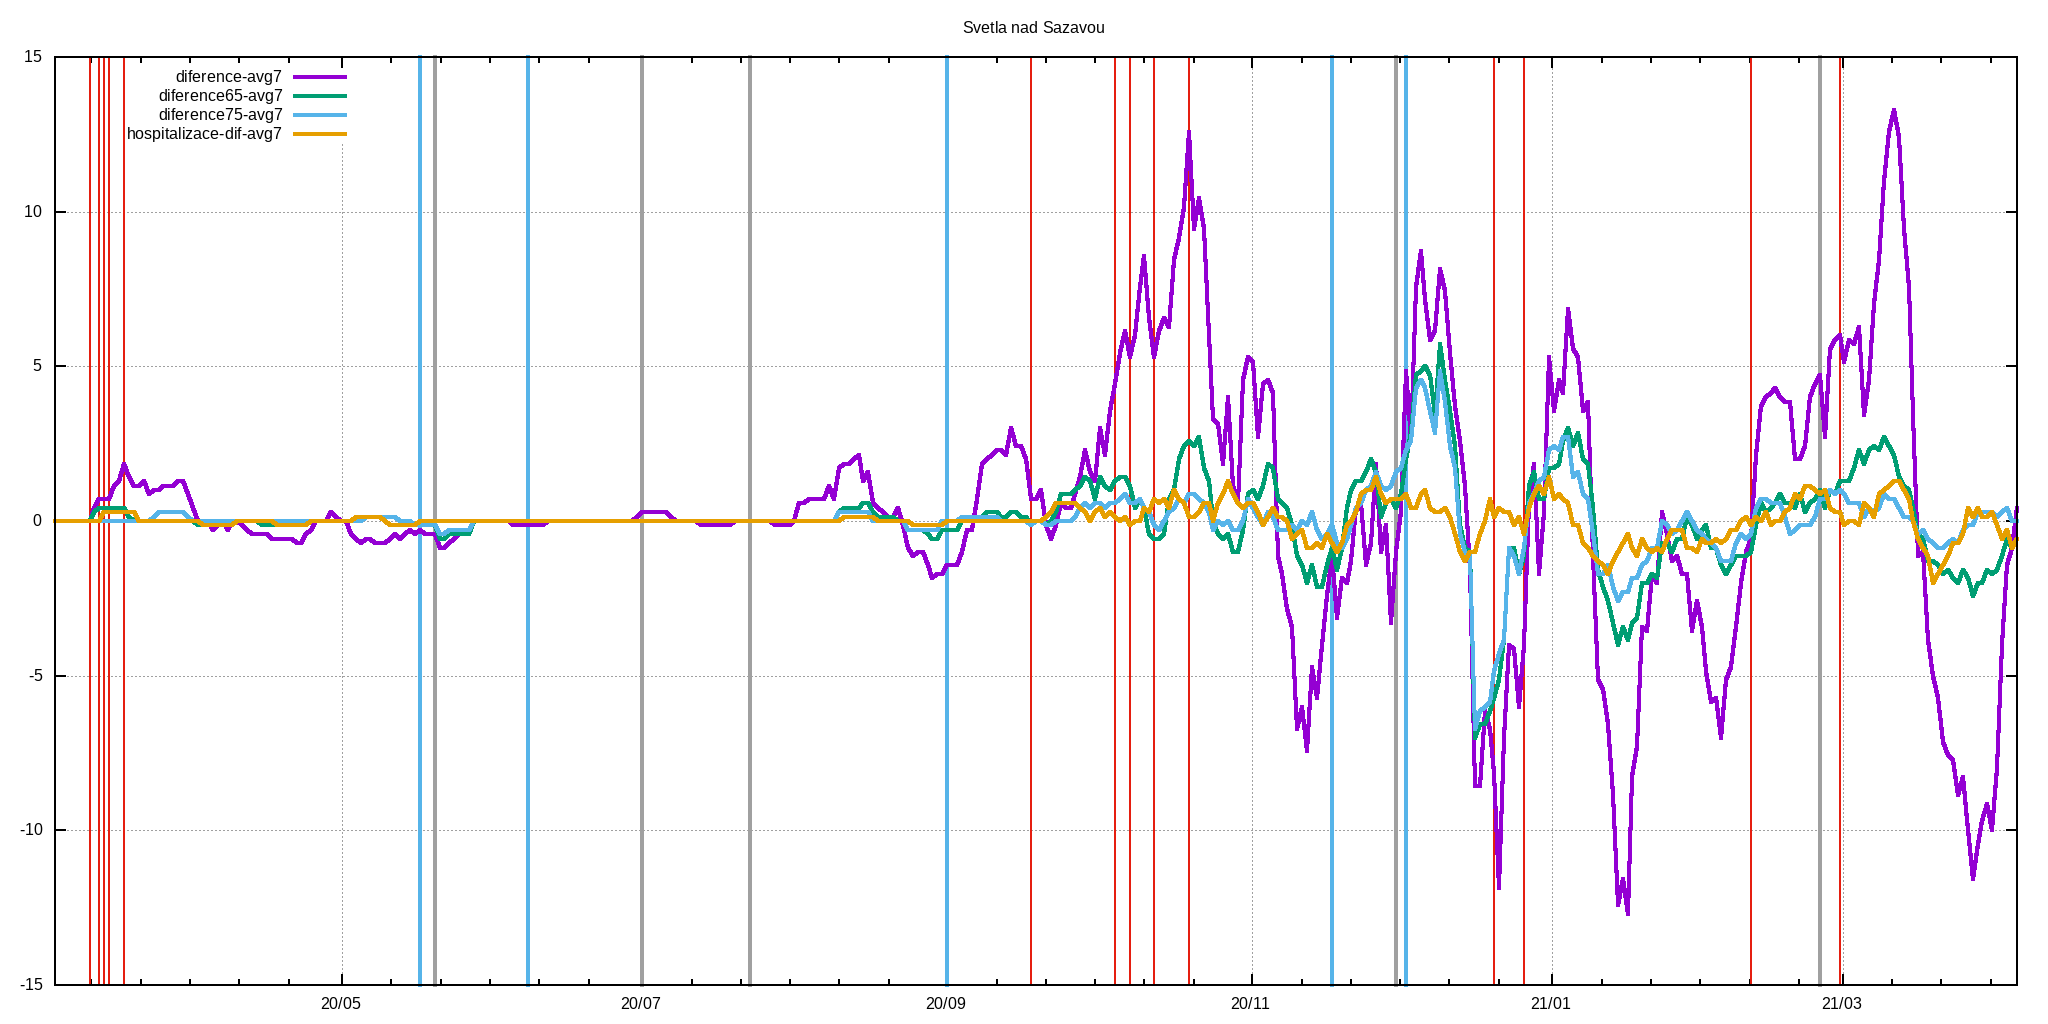 Svetla nad Sazavou
15
10
5
0
-5
-10
-15
diference-avg7
diference65-avg7
diference75-avg7
hospitalizace-dif-avg7
20/05
20/07
20/09
20/11
21/01
21/03